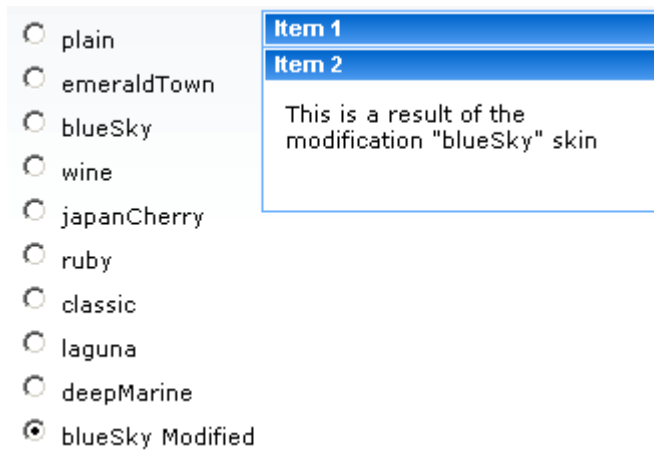 plain
emeraldTown
blueSky
wine
japanCherry
ruby
classic
laguna
deepMarine
blueSky Modified
Item 1
Item 2
This is a result of the
modification "blueSky" skin